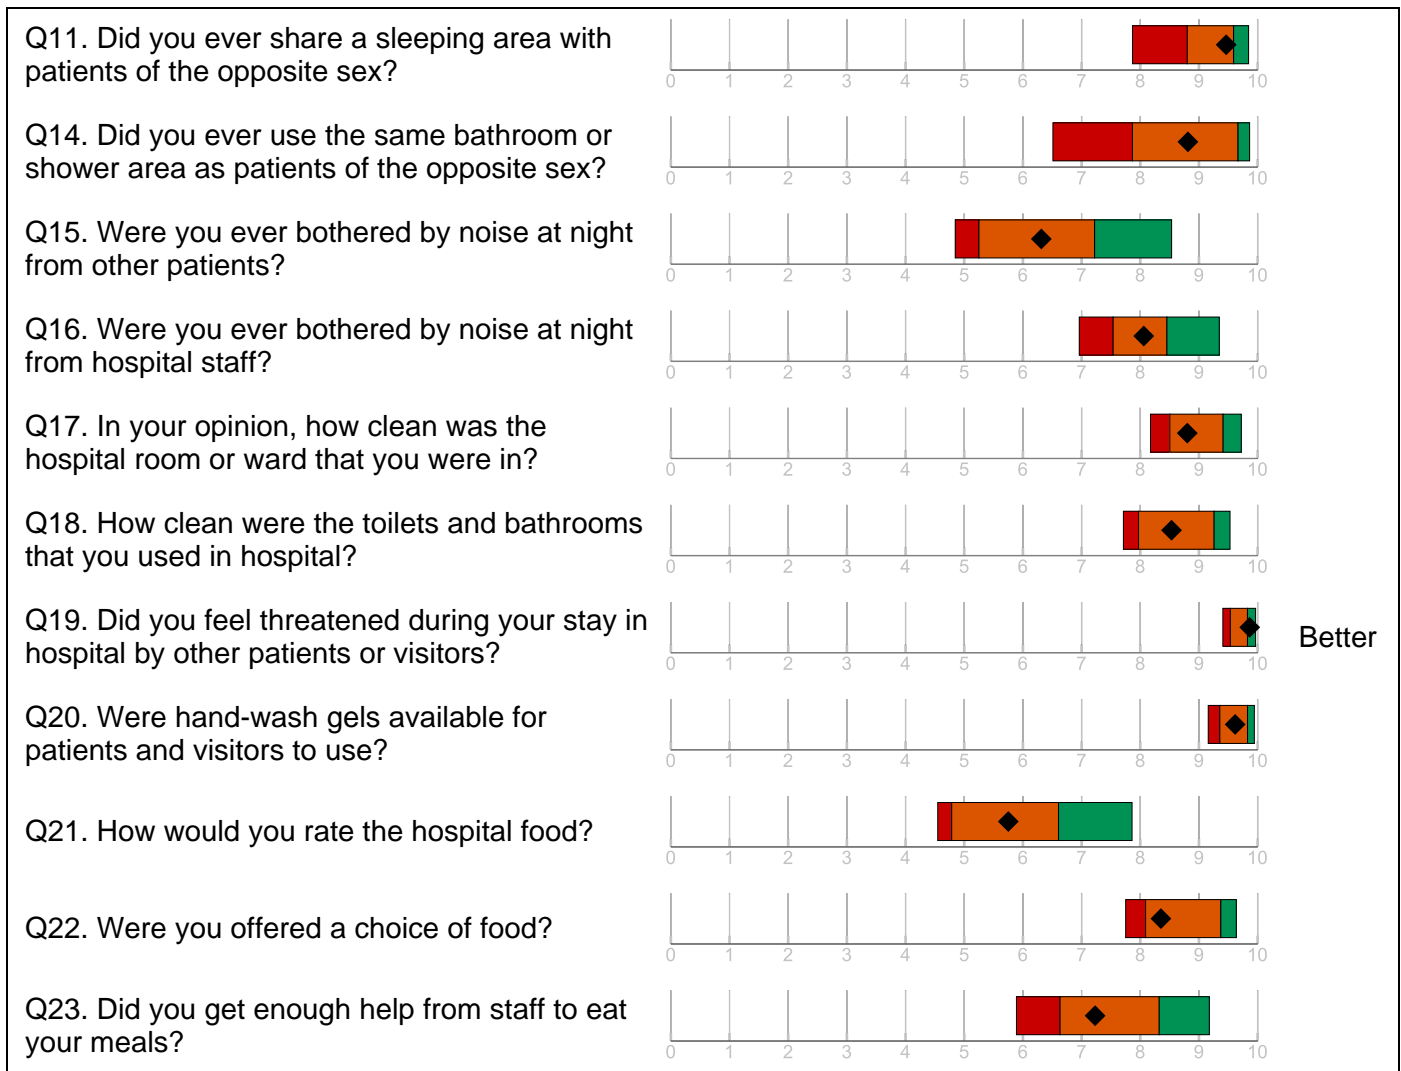 Q11. Did you ever share a sleeping area with
patients of the opposite sex?
0 1 2 3 4 5 6 7 8 9 10
Q14. Did you ever use the same bathroom or
shower area as patients of the opposite sex?
0 1 2 3 4 5 6 7 8 9 10
Q15. Were you ever bothered by noise at night
from other patients?
0 1 2 3 4 5 6 7 8 9 10
Q16. Were you ever bothered by noise at night
from hospital staff?
0 1 2 3 4 5 6 7 8 9 10
Q17. In your opinion, how clean was the
hospital room or ward that you were in?
0 1 2 3 4 5 6 7 8 9 10
Q18. How clean were the toilets and bathrooms
that you used in hospital?
0 1 2 3 4 5 6 7 8 9 10
Q19. Did you feel threatened during your stay in
hospital by other patients or visitors?
Better
0 1 2 3 4 5 6 7 8 9 10
Q20. Were hand-wash gels available for
patients and visitors to use?
0 1 2 3 4 5 6 7 8 9 10
Q21. How would you rate the hospital food?
0 1 2 3 4 5 6 7 8 9 10
Q22. Were you offered a choice of food?
0 1 2 3 4 5 6 7 8 9 10
Q23. Did you get enough help from staff to eat
your meals?
0 1 2 3 4 5 6 7 8 9 10